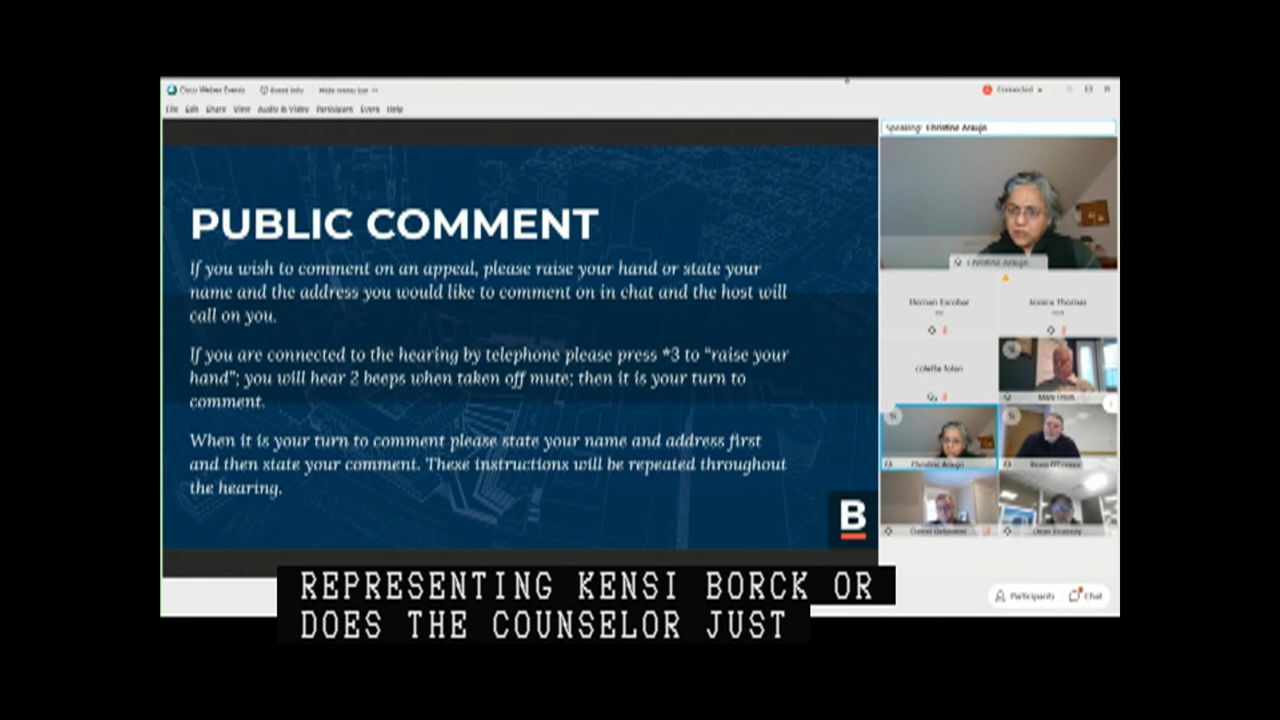 Cisco Webex Events
Event Info
Hide menu bar
Connected
File Edit Share View Audio & Video Participant Event Help
Speaking: Christine Araujo
PUBLIC COMMENT
If you wish to comment on an appeal, please raise your hand or state your
name and the address you would like to comment on in chat and the host will
call on you.
If you are connected to the hearing by telephone please press *3 to "raise your
hand"; you will hear 2 beeps when taken off mute; then it is your turn to
comment.
When it is your turn to comment please state your name and address first
and then state your comment. These instructions will be repeated throughout
the hearing.
B
Christine Araujo
Hernan Escobar
Jessica Thomas
Christine Araujo
Participants
Chat
REPRESENTING KENSI BORCK OR
DOES THE COUNSELOR JUST